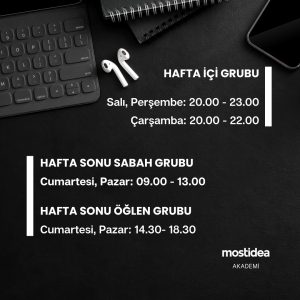 HAFTA İÇİ GRUBU
Salı, Perşembe: 20.00 - 23.00
Çarşamba: 20.00 - 22.00
HAFTA SONU SABAH GRUBU
Cumartesi, Pazar: 09.00 - 13.00
HAFTA SONU ÖĞLEN GRUBU
Cumartesi, Pazar: 14.30- 18.30
mostidea
AKADEMİ